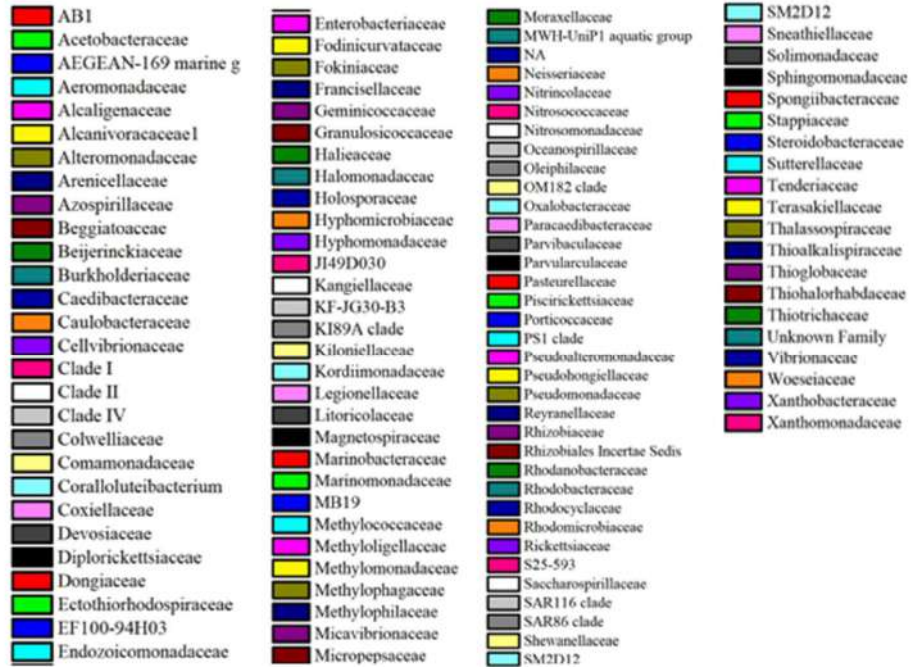 AB1
Acetobacteraceae
AEGEAN-169 marine g
Aeromonadaceae
Alcaligenaceae
Alcanivoracaceae1
Alteromonadaceae
Arenicellaceae
Azospirillaceae
Beggiatoaceae
Beijerinckiaceae
Burkholderiaceae
Caedibacteraceae
Caulobacteraceae
Cellvibrionaceae
Clade I
Clade II
Clade IV
Colwelliaceae
Comamonadaceae
Coralloluteibacterium
Coxiellaceae
Devosiaceae
Diplorickettsiaceae
Dongiaceae
Ectothiorhodospiraceae
EF100-94H03
Endozoicomonadaceae
Enterobacteriaceae
Fodinicurvataceae
Fokiniaceae
Francisellaceae
Geminicoccaceae
Granulosicoccaceae
Halieaceae
Halomonadaceae
Holosporaceae
Hyphomicrobiaceae
Hyphomonadaceae
JI49D030
Kangiellaceae
KF-JG30-B3
KI89A clade
Kiloniellaceae
Kordiimonadaceae
Legionellaceae
Litoricolaceae
Magnetospiraceae
Marinobacteraceae
Marinomonadaceae
MB19
Methylococcaceae
Methyloligellaceae
Methylomonadaceae
Methylophagaceae
Methylophilaceae
Micavibrionaceae
Micropepsaceae
Moraxellaceae
MWH-UniP1 aquatic group
NA
Neisseriaceae
Nitrincolaceae
Nitrosococcaceae
Nitrosomonadaceae
Oceanospirillaceae
Oleiphilaceae
OM182 clade
Oxalobacteraceae
Paracaedibacteraceae
Parvibaculaceae
Parvularculaceae
Pasteurellaceae
Piscirickettsiaceae
Porticoccaceae
PS1 clade
Pseudoalteromonadaceae
Pseudohongiellaceae
Pseudomonadaceae
Reyranellaceae
Rhizobiaceae
Rhizobiales Incertae Sedis
Rhodanobacteraceae
Rhodobacteraceae
Rhodocyclaceae
Rhodomicrobiaceae
Rickettsiaceae
S25-593
Saccharospirillaceae
SAR116 clade
SAR86 clade
Shewanellaceae
SM2D12
SM2D12
Sneathiellaceae
Solimonadaceae
Sphingomonadaceae
Spongiibacteraceae
Stappiaceae
Steroidobacteraceae
Sutterellaceae
Tenderiaceae
Terasakiellaceae
Thalassospiraceae
Thioalkalispiraceae
Thioglobaceae
Thiohalorhabdaceae
Thiotrichaceae
Unknown Family
Vibrionaceae
Woeseiaceae
Xanthobacteraceae
Xanthomonadaceae